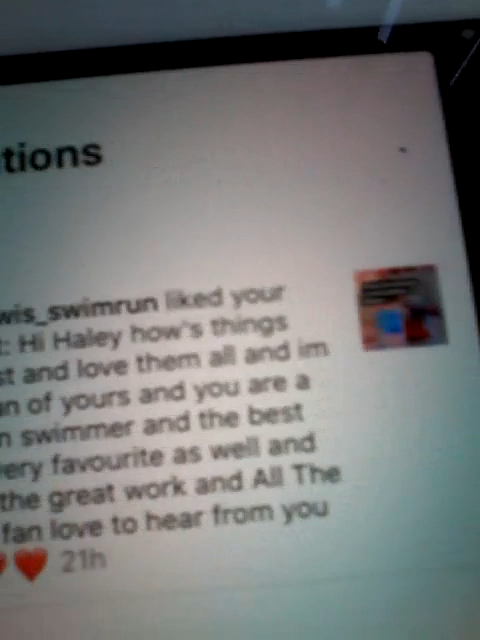 tions
wis_swimrun liked your
t: Hi Haley how's things
st and love them all and im
an of yours and you are a
n swimmer and the best
very favourite as well and
the great work and All The
fan love to hear from you
❤️ 21h